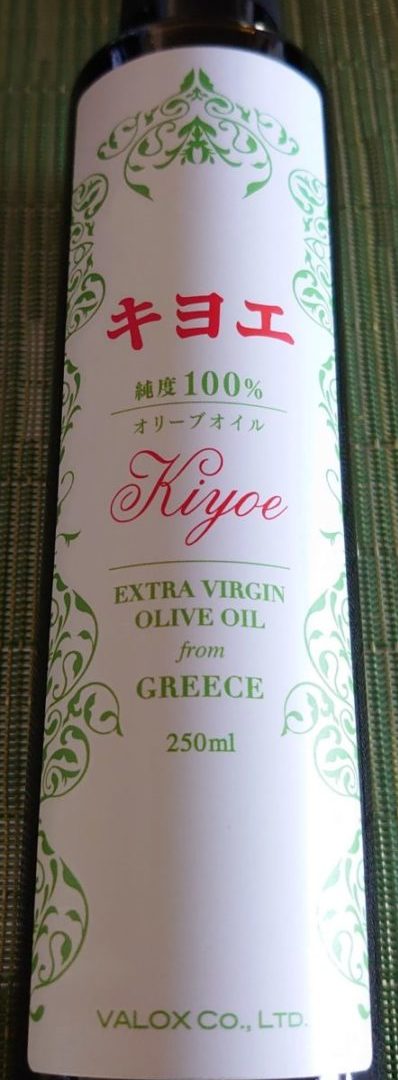 キヨエ
純度100%
オリーブオイル
Kiyoe
EXTRA VIRGIN
OLIVE OIL
from
GREECE
250ml
VALOX CO., LTD.